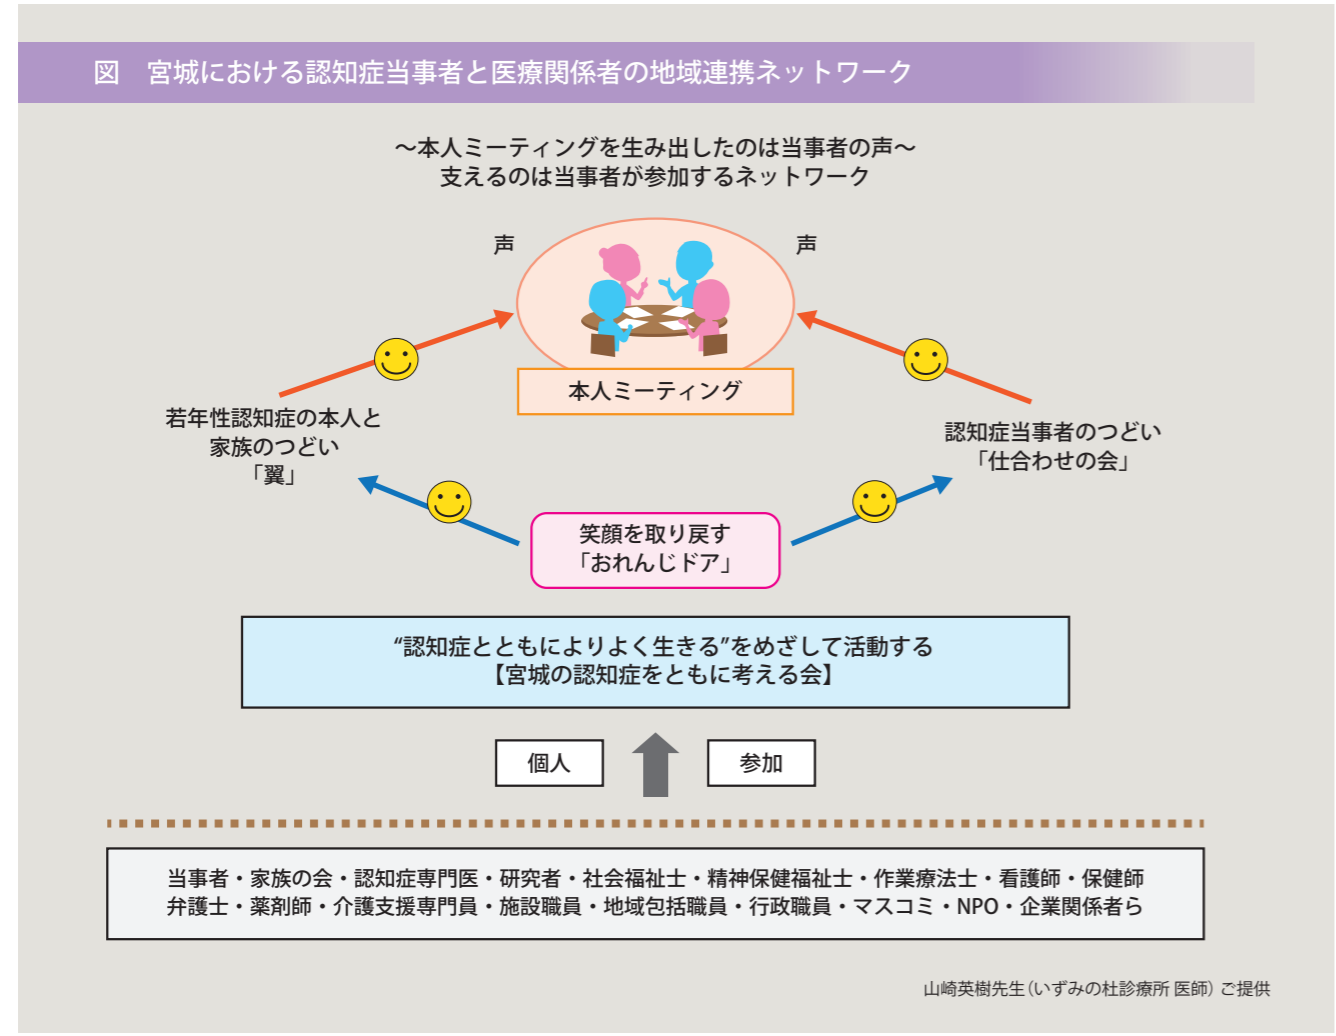 図　宮城における認知症当事者と医療関係者の地域連携ネットワーク
～本人ミーティングを生み出したのは当事者の声～
支えるのは当事者が参加するネットワーク
声
声
本人ミーティング
若年性認知症の本人と
家族のつどい
「翼」
認知症当事者のつどい
「仕合わせの会」
笑顔を取り戻す
「おれんじドア」
“認知症とともによりよく生きる”をめざして活動する
【宮城の認知症をともに考える会】
個人
参加
当事者・家族の会・認知症専門医・研究者・社会福祉士・精神保健福祉士・作業療法士・看護師・保健師
弁護士・薬剤師・介護支援専門員・施設職員・地域包括職員・行政職員・マスコミ・NPO・企業関係者ら
山崎英樹先生（いずみの杜診療所 医師）ご提供